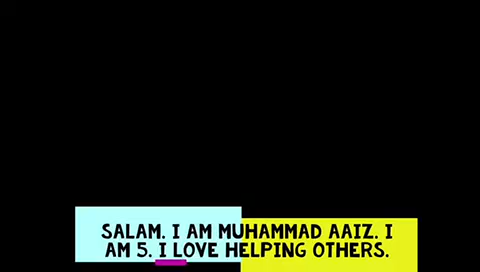 SALAM. I AM MUHAMMAD AAIZ. I
AM 5. I LOVE HELPING OTHERS.